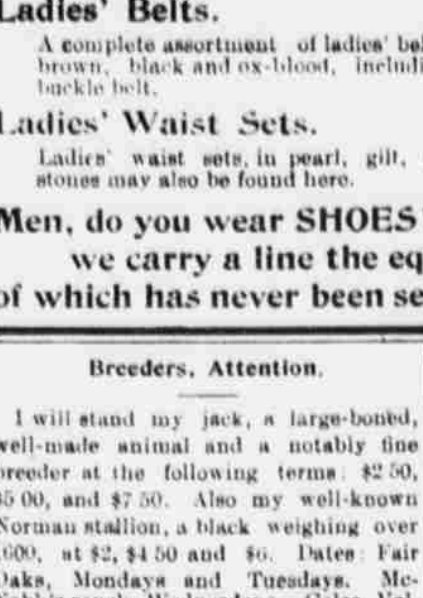 Ladies' Belts.
A complete assortment of ladies' bel
brown, black and ox-blood, includi
buckle belt.
Ladies' Waist Sets.
Ladies' waist sets, in pearl, gilt,
stones may also be found here.
Men, do you wear SHOES?
we carry a line the eq
of which has never been se
Breeders, Attention.
I will stand my jack, a large-boned,
well-made animal and a notably fine
breeder at the following terms: $2 50,
$5 00, and $7 50. Also my well-known
Norman stallion, a black weighing over
1600, at $2, $4 50 and $6. Dates: Fair
Oaks, Mondays and Tuesdays. Mc-